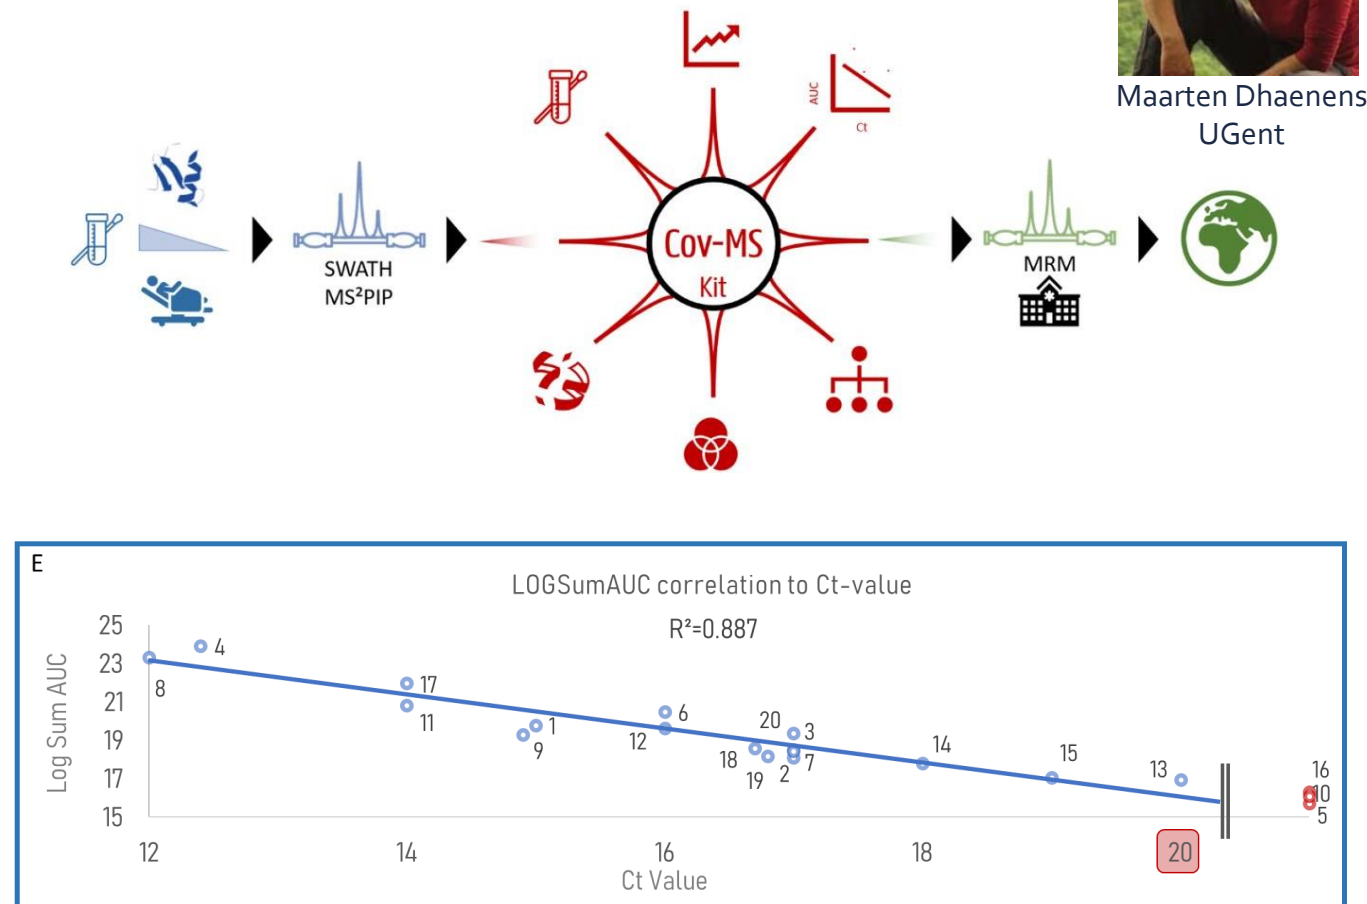 Maarten Dhaenens
UGent
AUC
Ct
SWATH
MS²PIP
Cov-MS
Kit
MRM
E
LOGSumAUC correlation to Ct-value
R²=0.887
Log Sum AUC
25
23
21
19
17
15
8
4
17
11
9
1
6
12
18
19
20
2
3
7
14
15
13
16
10
5
12
14
16
18
20
Ct Value